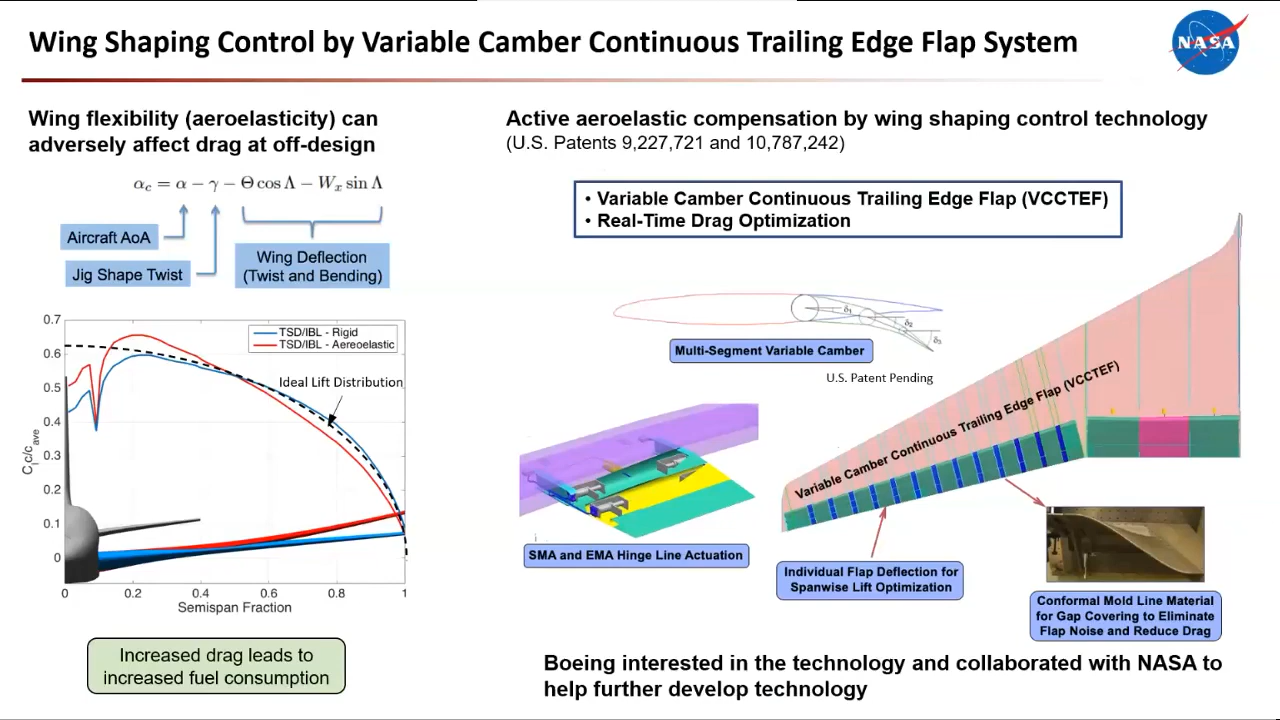 Wing Shaping Control by Variable Camber Continuous Trailing Edge Flap System
NASA
Wing flexibility (aeroelasticity) can
adversely affect drag at off-design
α_c = α − γ − Θ cos Λ − W_x sin Λ
Aircraft AoA
Jig Shape Twist
Wing Deflection
(Twist and Bending)
0.7
0.6
0.5
0.4
0.3
0.2
0.1
0
C_l c/c_ave
TSD/IBL - Rigid
TSD/IBL - Aereoelastic
Ideal Lift Distribution
0 0.2 0.4 0.6 0.8 1
Semispan Fraction
Increased drag leads to
increased fuel consumption
Active aeroelastic compensation by wing shaping control technology
(U.S. Patents 9,227,721 and 10,787,242)
• Variable Camber Continuous Trailing Edge Flap (VCCTEF)
• Real-Time Drag Optimization
δ1
δ2
δ3
Multi-Segment Variable Camber
U.S. Patent Pending
Variable Camber Continuous Trailing Edge Flap (VCCTEF)
SMA and EMA Hinge Line Actuation
Individual Flap Deflection for
Spanwise Lift Optimization
Conformal Mold Line Material
for Gap Covering to Eliminate
Flap Noise and Reduce Drag
Boeing interested in the technology and collaborated with NASA to
help further develop technology